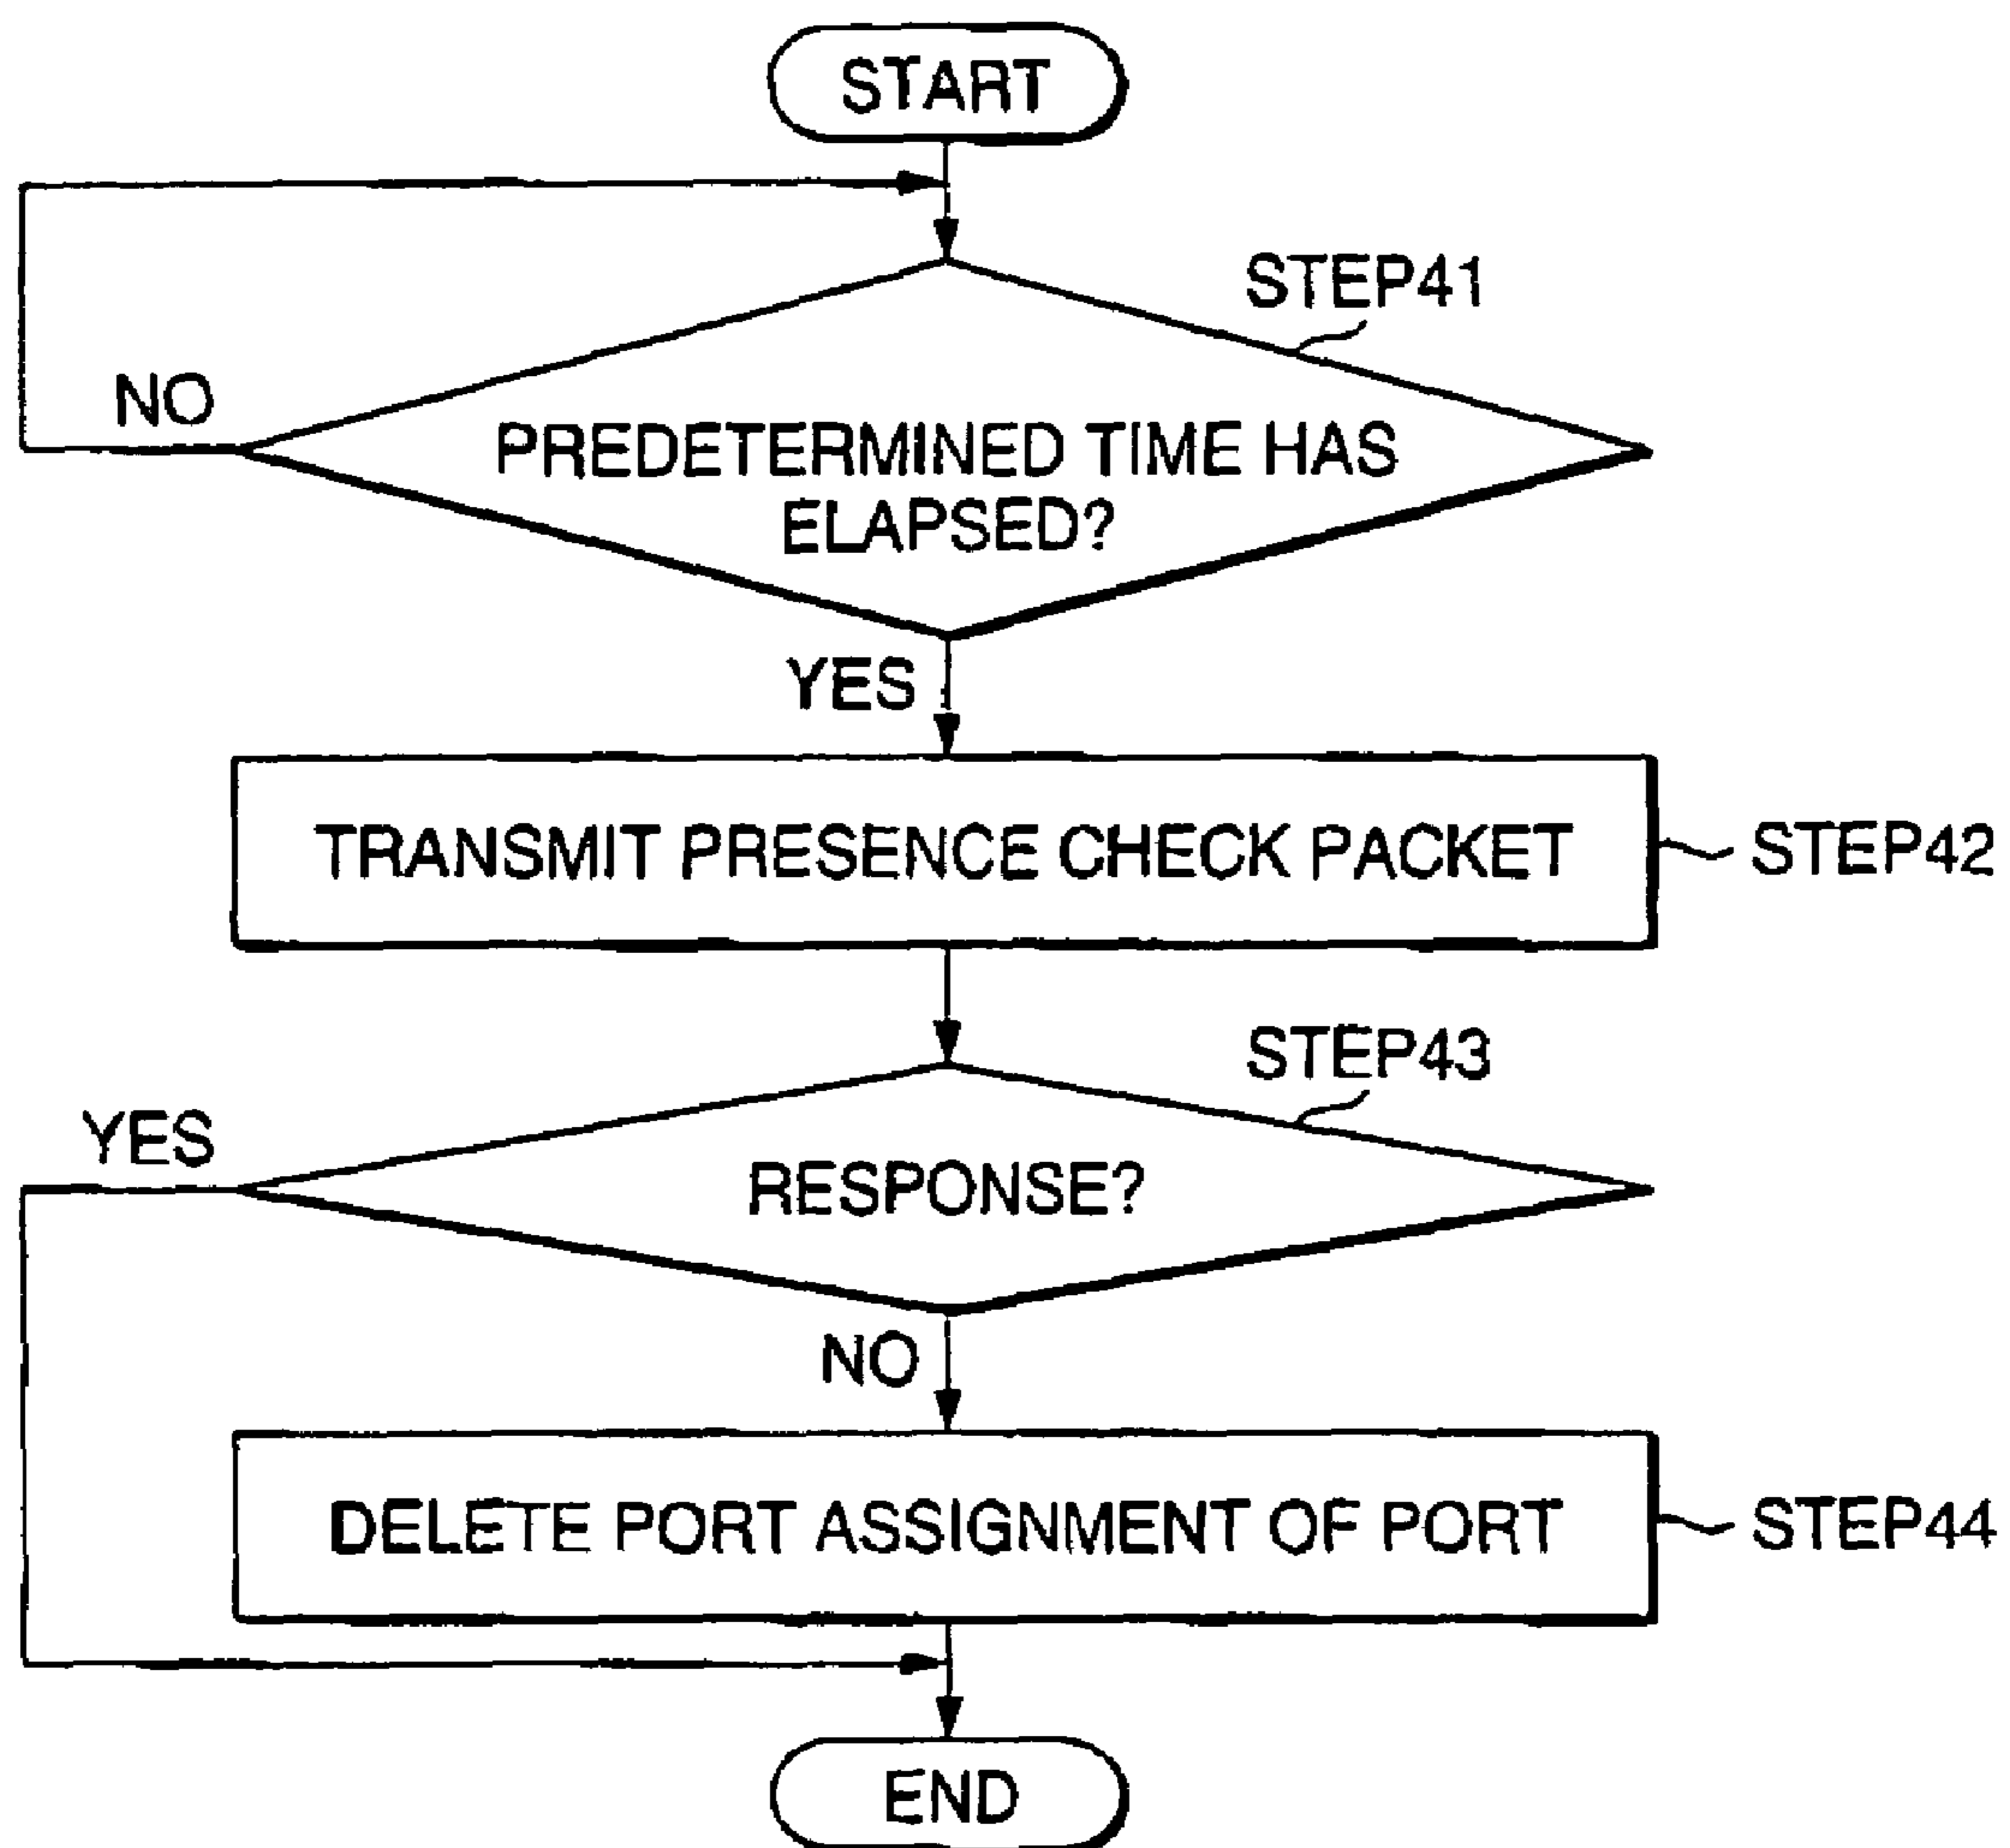 START
STEP41
NO
PREDETERMINED TIME HAS
ELAPSED?
YES
TRANSMIT PRESENCE CHECK PACKET
STEP42
STEP43
YES
RESPONSE?
NO
DELETE PORT ASSIGNMENT OF PORT
STEP44
END